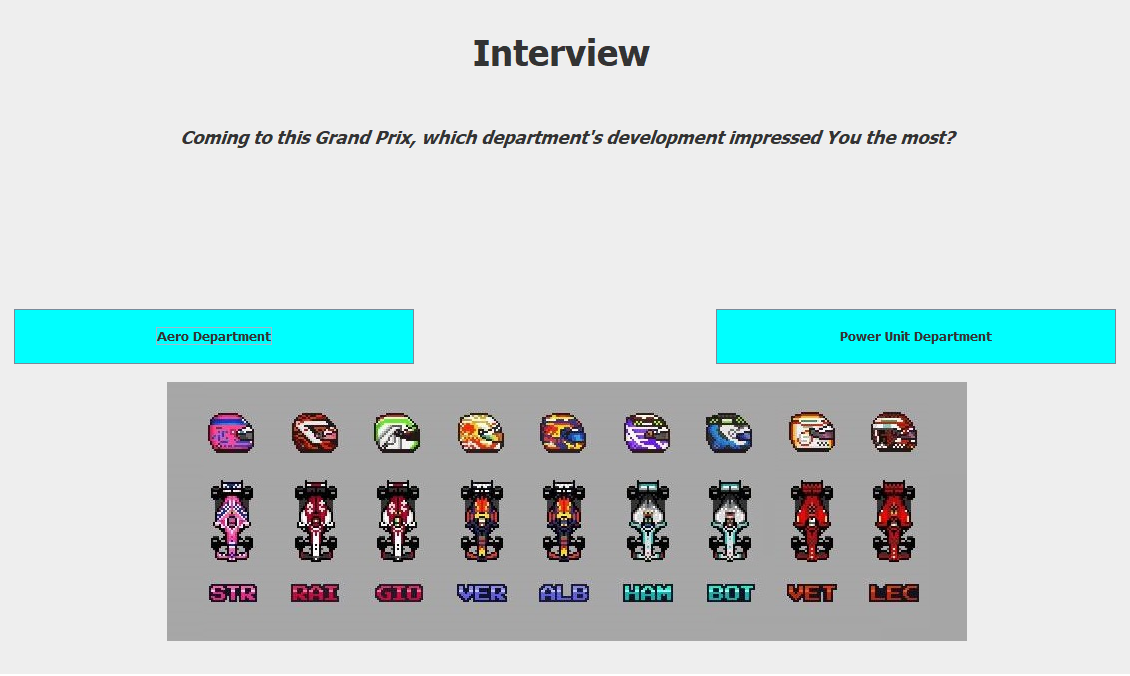 Interview
Coming to this Grand Prix, which department's development impressed You the most?
Aero Department
Power Unit Department
STR RAI GIO VER ALB HAM BOT VET LEC